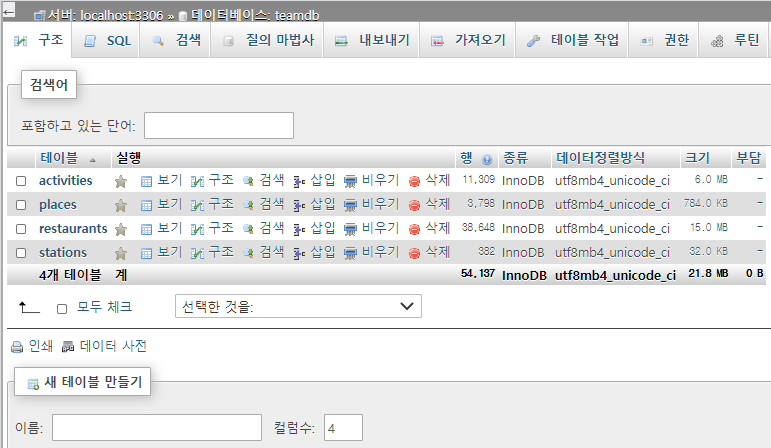 서버: localhost:3306 » 데이터베이스: teamdb
구조 SQL 검색 질의 마법사 내보내기 가져오기 테이블 작업 권한 루틴
검색어
포함하고 있는 단어:
테이블 실행 행 종류 데이터정렬방식 크기 부담
activities 보기 구조 검색 삽입 비우기 삭제 11,309 InnoDB utf8mb4_unicode_ci 6.0 MB -
places 보기 구조 검색 삽입 비우기 삭제 3,798 InnoDB utf8mb4_unicode_ci 784.0 KB -
restaurants 보기 구조 검색 삽입 비우기 삭제 38,648 InnoDB utf8mb4_unicode_ci 15.0 MB -
stations 보기 구조 검색 삽입 비우기 삭제 382 InnoDB utf8mb4_unicode_ci 32.0 KB -
4개 테이블 계 54,137 InnoDB utf8mb4_unicode_ci 21.8 MB 0 B
모두 체크 선택한 것을:
인쇄 데이터 사전
새 테이블 만들기
이름: 컬럼수: 4